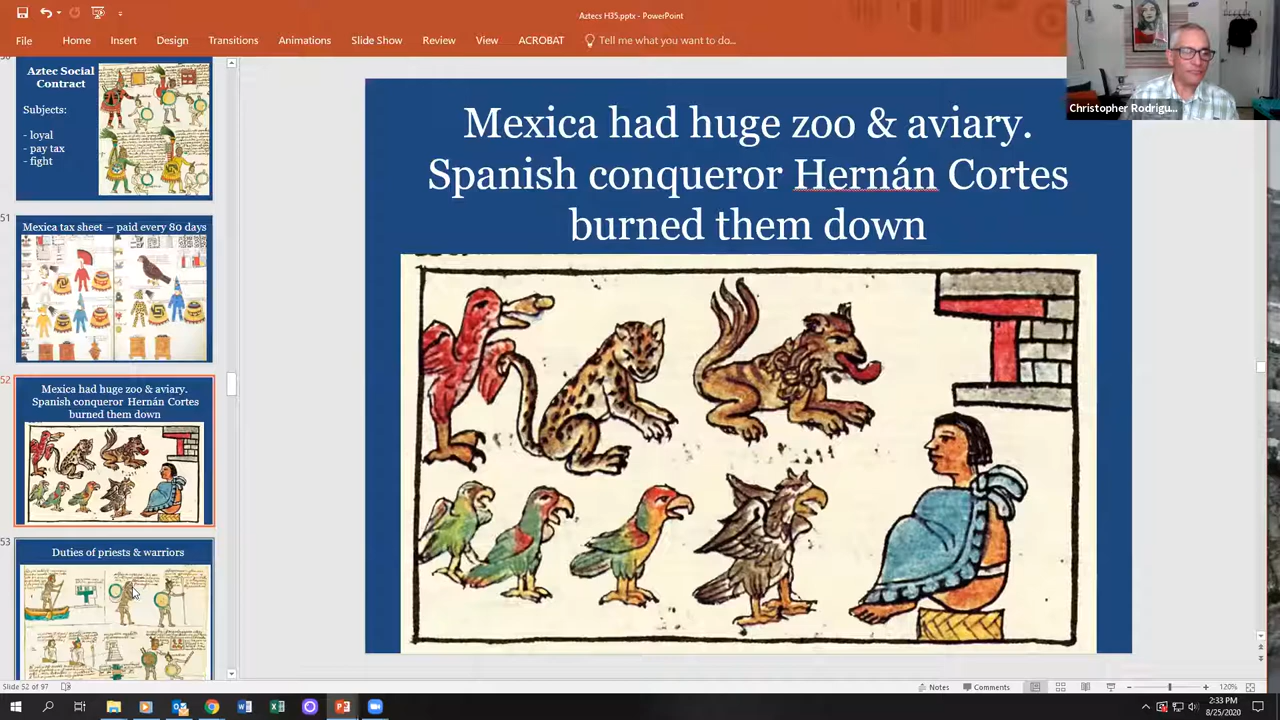 Aztecs H35.pptx - PowerPoint
File Home Insert Design Transitions Animations Slide Show Review View ACROBAT Tell me what you want to do...
Christopher Rodrigu...
Aztec Social
Contract
Subjects:
- loyal
- pay tax
- fight
51
Mexica tax sheet – paid every 80 days
52
Mexica had huge zoo & aviary.
Spanish conqueror Hernán Cortes
burned them down
53
Duties of priests & warriors
Mexica had huge zoo & aviary.
Spanish conqueror Hernán Cortes
burned them down
Slide 52 of 97
Notes Comments 120%
2:33 PM
8/25/2020